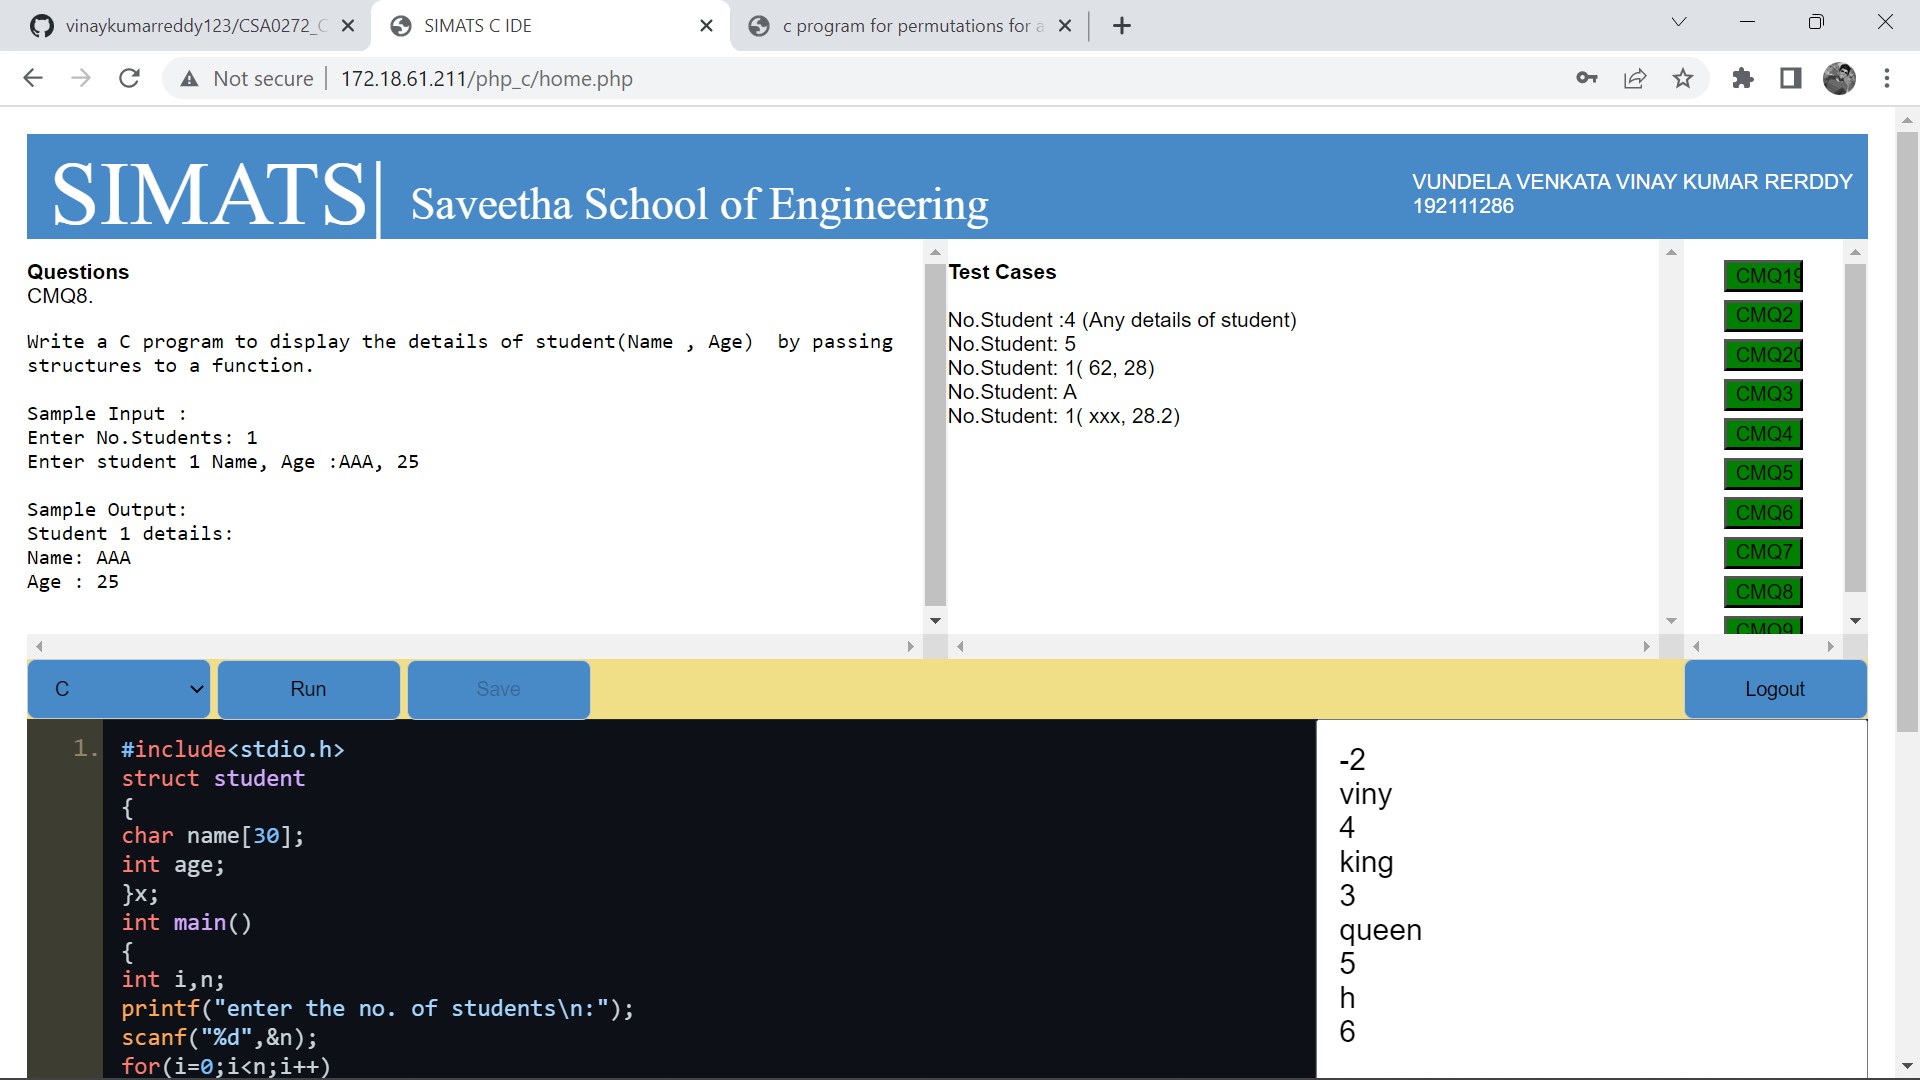 vinaykumarreddy123/CSA0272_C
SIMATS C IDE
c program for permutations for a
Not secure
172.18.61.211/php_c/home.php
SIMATS| Saveetha School of Engineering
VUNDELA VENKATA VINAY KUMAR RERDDY
192111286
Questions
CMQ8.
Write a C program to display the details of student(Name , Age)  by passing
structures to a function.
Sample Input :
Enter No.Students: 1
Enter student 1 Name, Age :AAA, 25
Sample Output:
Student 1 details:
Name: AAA
Age : 25
Test Cases
No.Student :4 (Any details of student)
No.Student: 5
No.Student: 1( 62, 28)
No.Student: A
No.Student: 1( xxx, 28.2)
CMQ19
CMQ2
CMQ20
CMQ3
CMQ4
CMQ5
CMQ6
CMQ7
CMQ8
CMQ9
C
Run
Save
Logout
1.
#include<stdio.h>
struct student
{
char name[30];
int age;
}x;
int main()
{
int i,n;
printf("enter the no. of students\n:");
scanf("%d",&n);
for(i=0;i<n;i++)
-2
viny
4
king
3
queen
5
h
6